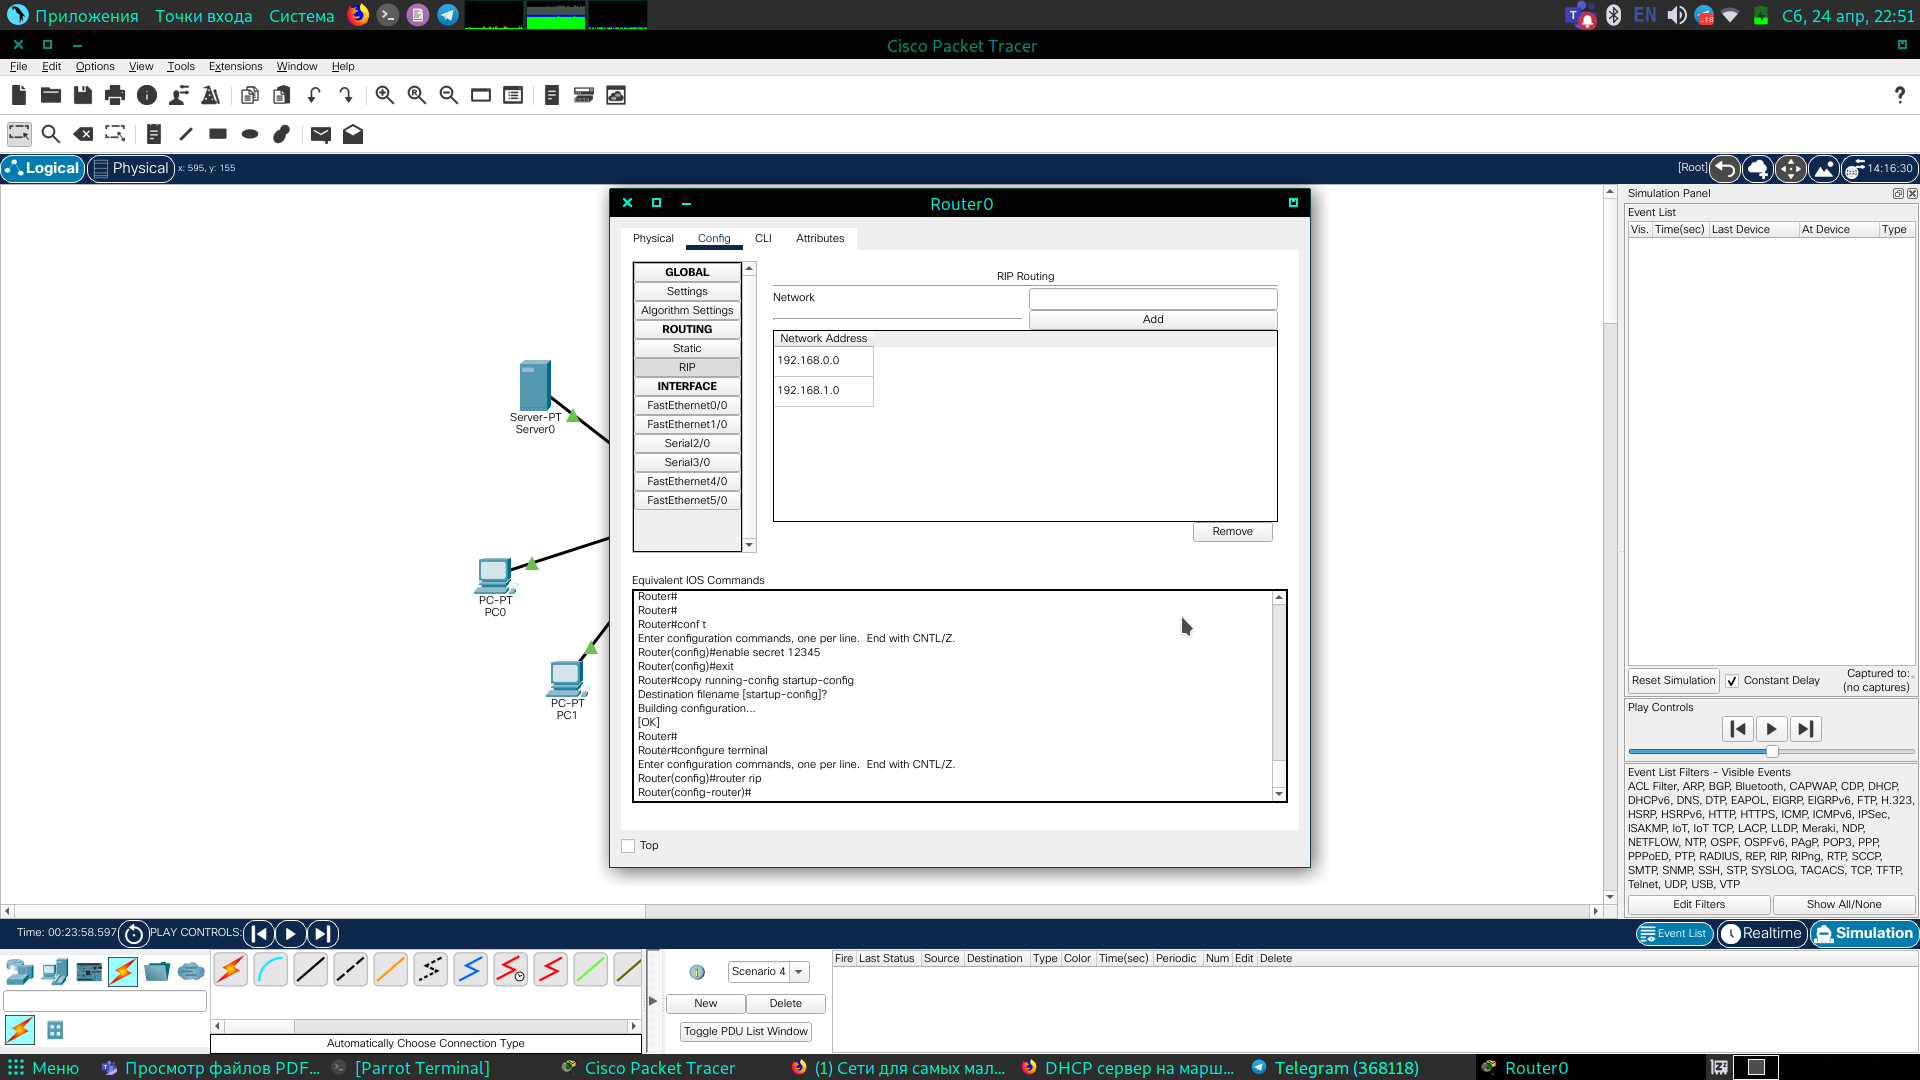 Приложения Точки входа Система EN Сб, 24 апр, 22:51
Cisco Packet Tracer
File Edit Options View Tools Extensions Window Help
?
Logical Physical x: 595, y: 155 [Root] 14:16:30
Router0
Physical Config CLI Attributes
GLOBAL
Settings
Algorithm Settings
ROUTING
Static
RIP
INTERFACE
FastEthernet0/0
FastEthernet1/0
Serial2/0
Serial3/0
FastEthernet4/0
FastEthernet5/0
RIP Routing
Network
Add
Network Address
192.168.0.0
192.168.1.0
Remove
Equivalent IOS Commands
Router#
Router#
Router#conf t
Enter configuration commands, one per line. End with CNTL/Z.
Router(config)#enable secret 12345
Router(config)#exit
Router#copy running-config startup-config
Destination filename [startup-config]?
Building configuration...
[OK]
Router#
Router#configure terminal
Enter configuration commands, one per line. End with CNTL/Z.
Router(config)#router rip
Router(config-router)#
Top
Server-PT
Server0
PC-PT
PC0
PC-PT
PC1
Simulation Panel
Event List
Vis. Time(sec) Last Device At Device Type
Reset Simulation Constant Delay Captured to:
(no captures)
Play Controls
Event List Filters - Visible Events
ACL Filter, ARP, BGP, Bluetooth, CAPWAP, CDP, DHCP,
DHCPv6, DNS, DTP, EAPOL, EIGRP, EIGRPv6, FTP, H.323,
HSRP, HSRPv6, HTTP, HTTPS, ICMP, ICMPv6, IPSec,
ISAKMP, IoT, IoT TCP, LACP, LLDP, Meraki, NDP,
NETFLOW, NTP, OSPF, OSPFv6, PAgP, POP3, PPP,
PPPoED, PTP, RADIUS, REP, RIP, RIPng, RTP, SCCP,
SMTP, SNMP, SSH, STP, SYSLOG, TACACS, TCP, TFTP,
Telnet, UDP, USB, VTP
Edit Filters Show All/None
Time: 00:23:58.597 PLAY CONTROLS: Event List Realtime Simulation
Scenario 4
New Delete
Toggle PDU List Window
Fire Last Status Source Destination Type Color Time(sec) Periodic Num Edit Delete
Automatically Choose Connection Type
Меню Просмотр файлов PDF... [Parrot Terminal] Cisco Packet Tracer (1) Сети для самых мал... DHCP сервер на марш... Telegram (368118) Router0